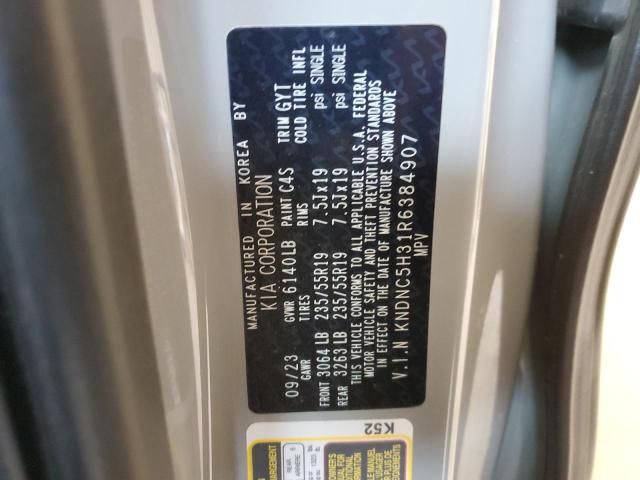 MANUFACTURED IN KOREA BY
KIA CORPORATION
09/23 GVWR 6140LB PAINT C4S TRIM GYT
GAWR TIRES RIMS COLD TIRE INFL
FRONT 3064LB 235/55R19 7.5Jx19 psi SINGLE
REAR 3263LB 235/55R19 7.5Jx19 psi SINGLE
THIS VEHICLE CONFORMS TO ALL APPLICABLE U.S.A. FEDERAL
MOTOR VEHICLE SAFETY AND THEFT PREVENTION STANDARDS
IN EFFECT ON THE DATE OF MANUFACTURE SHOWN ABOVE
V.I.N KNDNC5H31R6384907
MPV
K52
REAR
ARRIERE